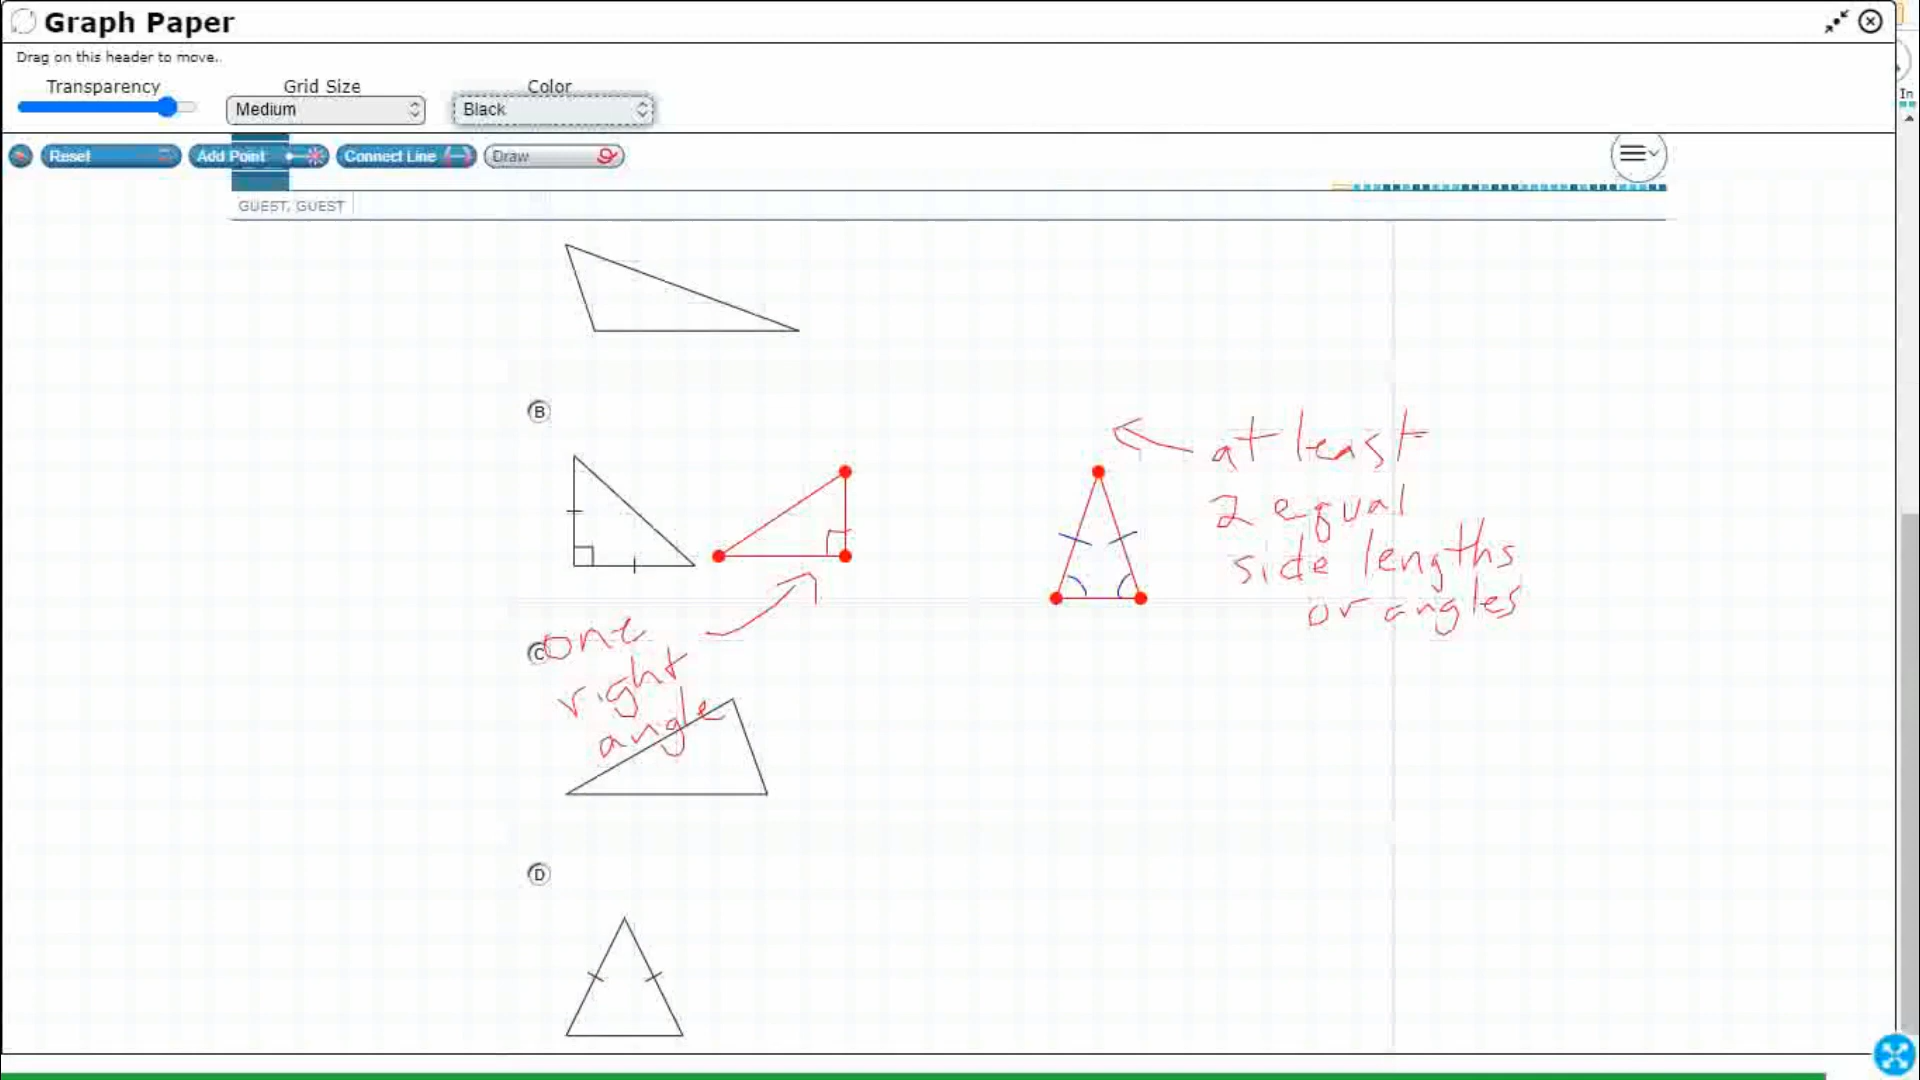 Graph Paper
Drag on this header to move..
Transparency
Grid Size
Color
Medium
Black
In
Reset
Add Point
Connect Line
Draw
GUEST, GUEST
B
at least
2 equal
side lengths
or angles
C
one
right
angle
D